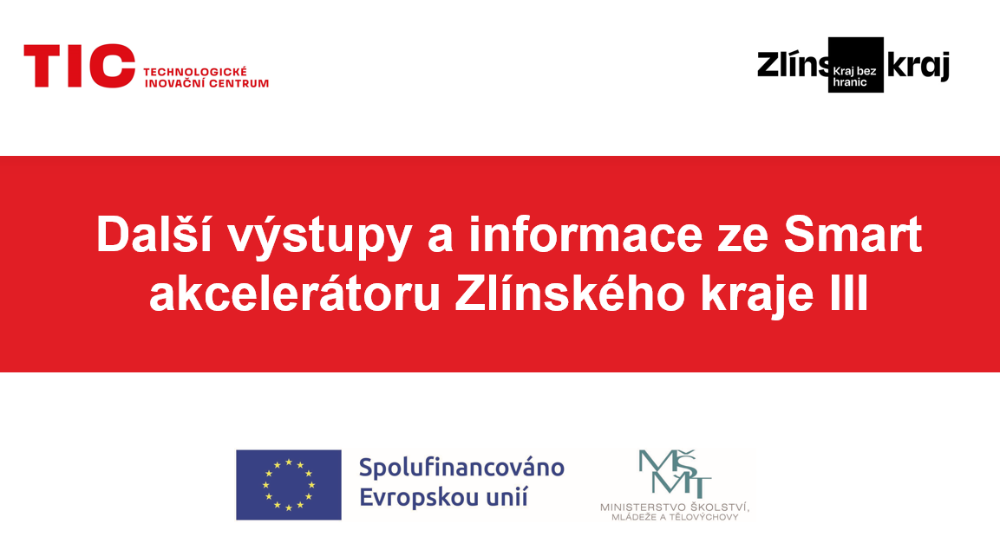 TIC TECHNOLOGICKÉ
INOVAČNÍ CENTRUM
Zlíns kraj
Kraj bez
hranic
Další výstupy a informace ze Smart
akcelerátoru Zlínského kraje III
Spolufinancováno
Evropskou unií
MŠMT
MINISTERSTVO ŠKOLSTVÍ,
MLÁDEŽE A TĚLOVÝCHOVY